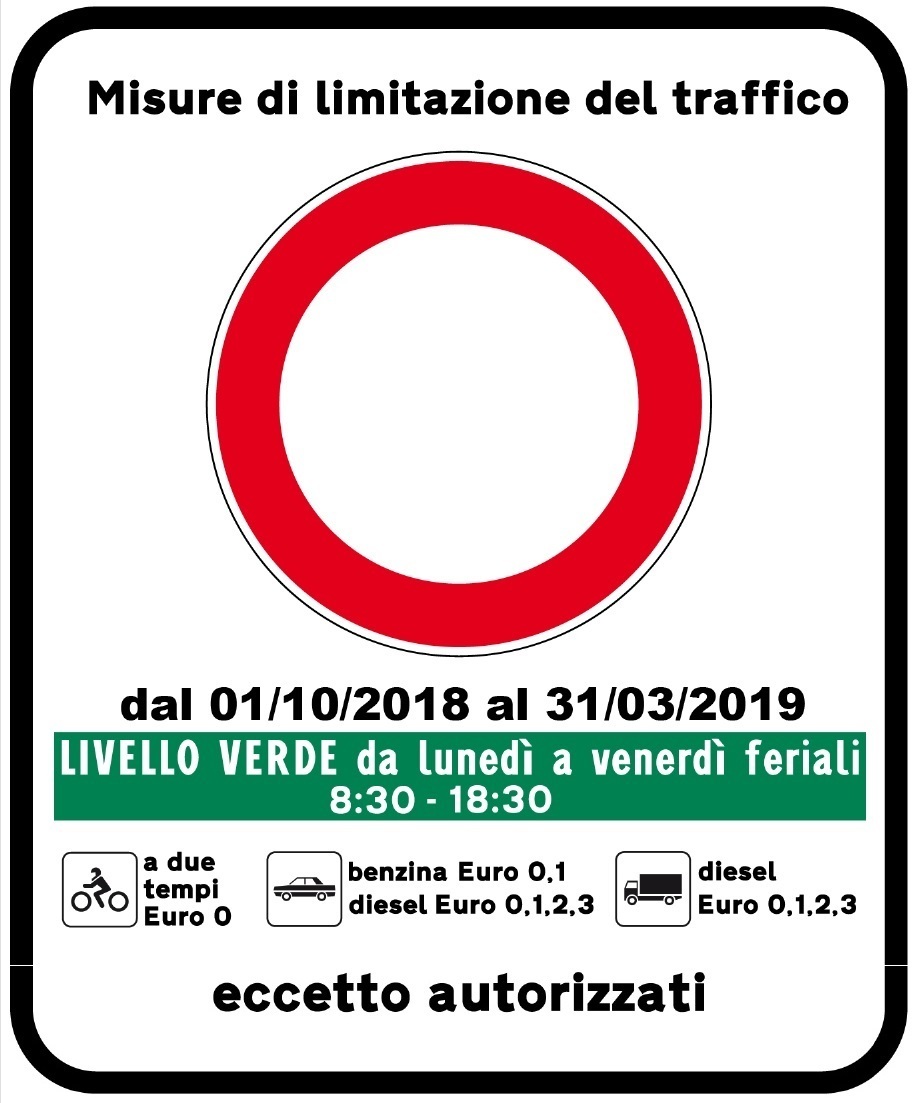 Misure di limitazione del traffico
dal 01/10/2018 al 31/03/2019
LIVELLO VERDE da lunedì a venerdì feriali
8:30 - 18:30
a due
tempi
Euro 0
benzina Euro 0,1
diesel Euro 0,1,2,3
diesel
Euro 0,1,2,3
eccetto autorizzati